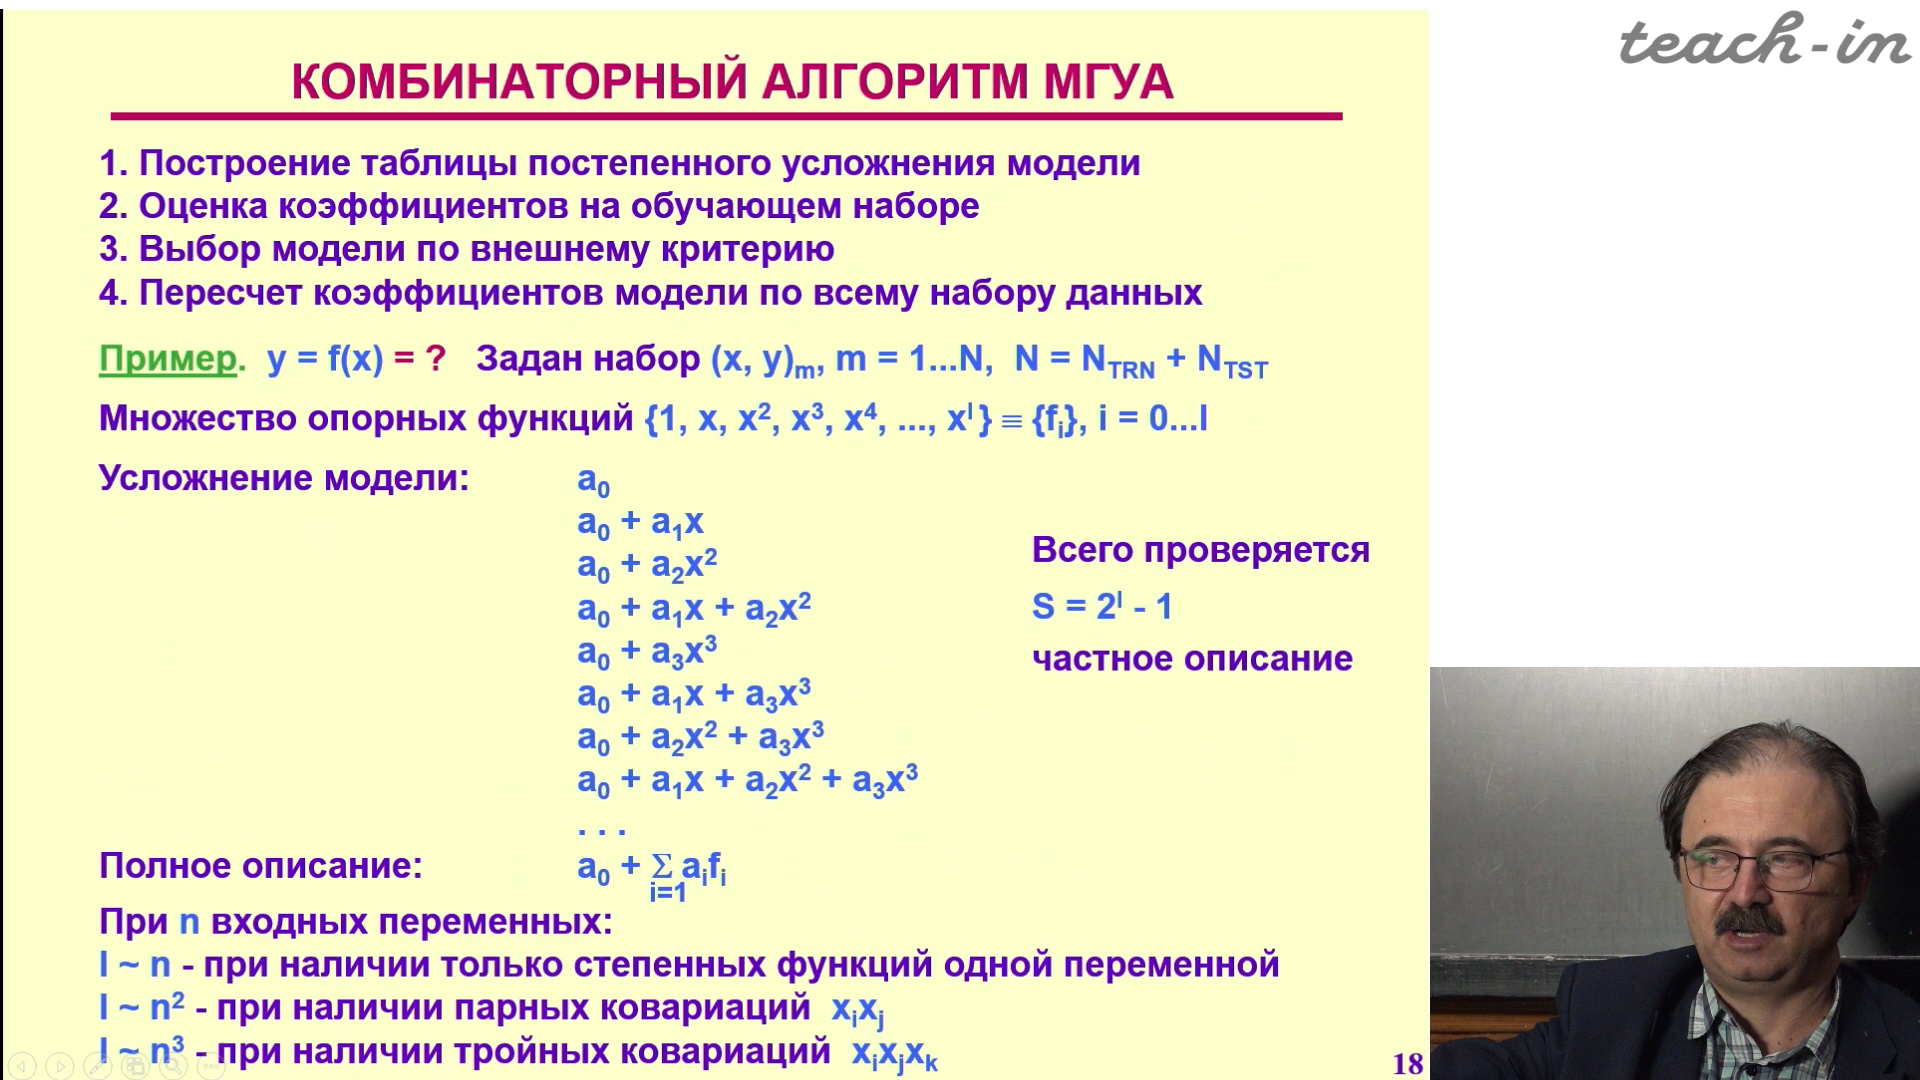 teach-in
КОМБИНАТОРНЫЙ АЛГОРИТМ МГУА
1. Построение таблицы постепенного усложнения модели
2. Оценка коэффициентов на обучающем наборе
3. Выбор модели по внешнему критерию
4. Пересчет коэффициентов модели по всему набору данных
Пример. y = f(x) = ? Задан набор (x, y)ₘ, m = 1...N, N = N_TRN + N_TST
Множество опорных функций {1, x, x², x³, x⁴, ..., xᴵ} ≡ {fᵢ}, i = 0...I
Усложнение модели: a₀
a₀ + a₁x
a₀ + a₂x²
a₀ + a₁x + a₂x²
a₀ + a₃x³
a₀ + a₁x + a₃x³
a₀ + a₂x² + a₃x³
a₀ + a₁x + a₂x² + a₃x³
. . .
Всего проверяется
S = 2ᴵ - 1
частное описание
Полное описание: a₀ + Σ aᵢfᵢ
i=1
При n входных переменных:
I ~ n - при наличии только степенных функций одной переменной
I ~ n² - при наличии парных ковариаций xᵢxⱼ
I ~ n³ - при наличии тройных ковариаций xᵢxⱼxₖ
18